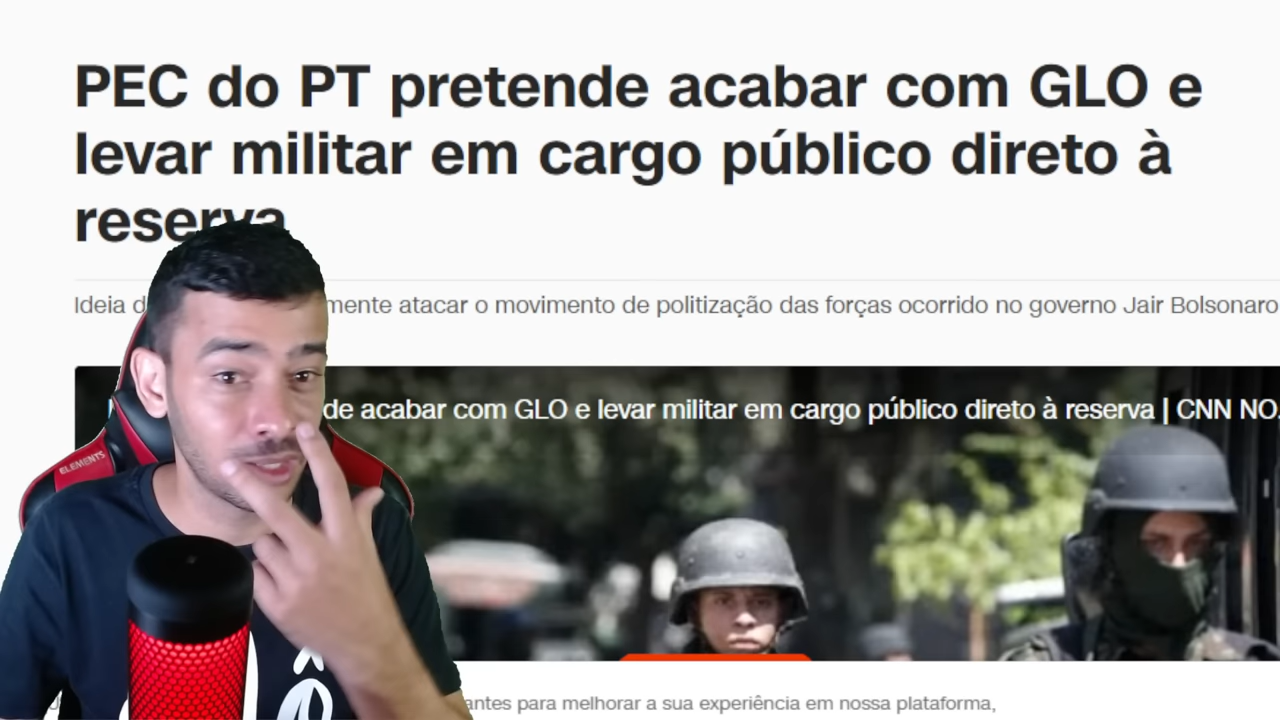 PEC do PT pretende acabar com GLO e
levar militar em cargo público direto à
reserva
Ideia
mente atacar o movimento de politização das forças ocorrido no governo Jair Bolsonaro
de acabar com GLO e levar militar em cargo público direto à reserva | CNN NO
ELEMENTS
antes para melhorar a sua experiência em nossa plataforma,